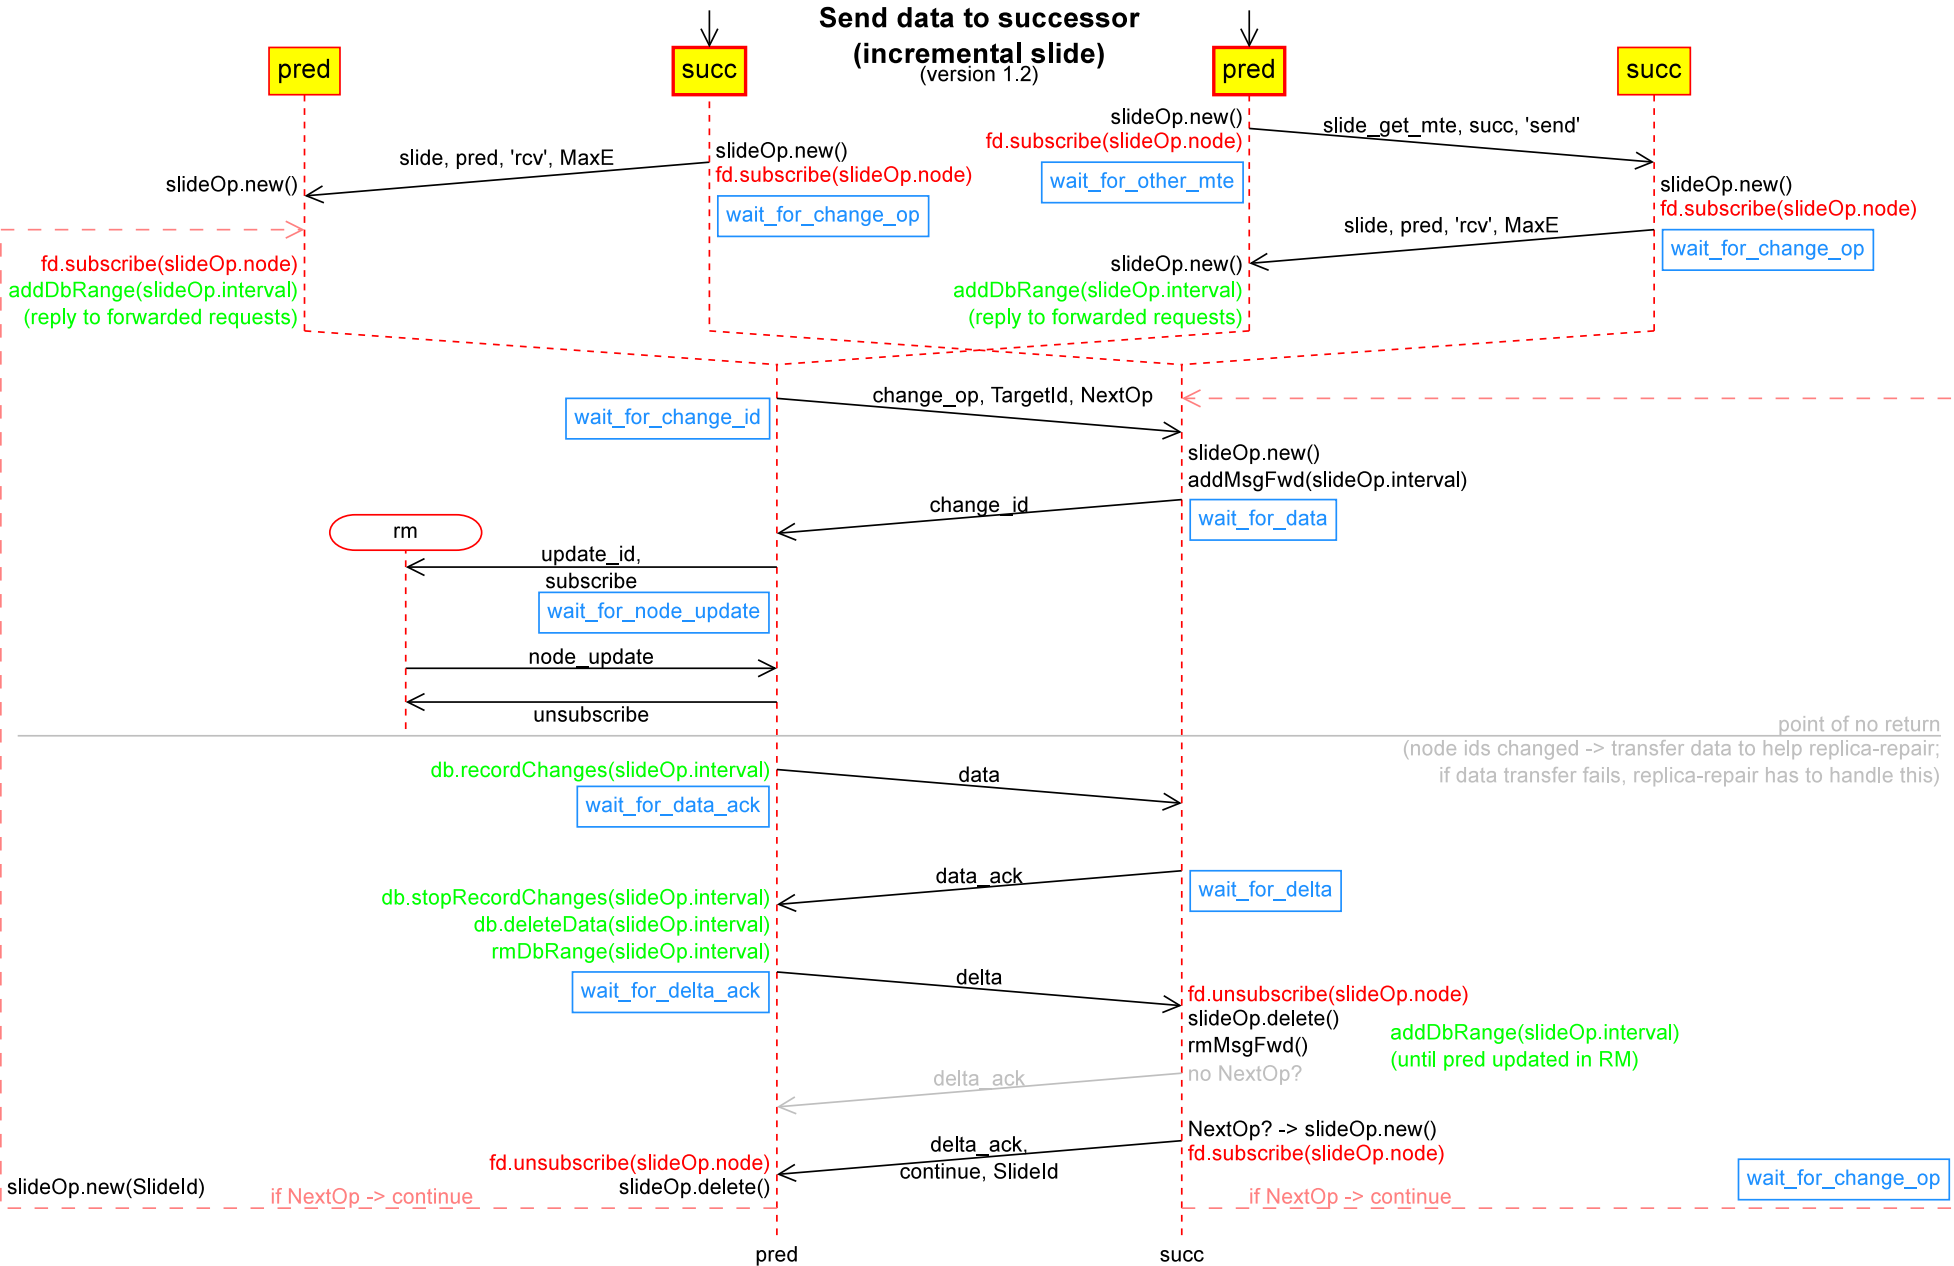 Send data to successor
(incremental slide)
(version 1.2)
pred
succ
pred
succ
slideOp.new()
fd.subscribe(slideOp.node)
wait_for_other_mte
slide_get_mte, succ, 'send'
slide, pred, 'rcv', MaxE
slideOp.new()
fd.subscribe(slideOp.node)
wait_for_change_op
slideOp.new()
slideOp.new()
fd.subscribe(slideOp.node)
wait_for_change_op
slide, pred, 'rcv', MaxE
fd.subscribe(slideOp.node)
addDbRange(slideOp.interval)
(reply to forwarded requests)
slideOp.new()
addDbRange(slideOp.interval)
(reply to forwarded requests)
wait_for_change_id
change_op, TargetId, NextOp
slideOp.new()
addMsgFwd(slideOp.interval)
wait_for_data
change_id
rm
update_id,
subscribe
wait_for_node_update
node_update
unsubscribe
point of no return
(node ids changed -> transfer data to help replica-repair;
if data transfer fails, replica-repair has to handle this)
db.recordChanges(slideOp.interval)
wait_for_data_ack
data
data_ack
wait_for_delta
db.stopRecordChanges(slideOp.interval)
db.deleteData(slideOp.interval)
rmDbRange(slideOp.interval)
wait_for_delta_ack
delta
fd.unsubscribe(slideOp.node)
slideOp.delete()
rmMsgFwd()
addDbRange(slideOp.interval)
(until pred updated in RM)
no NextOp?
delta_ack
NextOp? -> slideOp.new()
fd.subscribe(slideOp.node)
delta_ack,
continue, SlideId
fd.unsubscribe(slideOp.node)
slideOp.delete()
slideOp.new(SlideId)
if NextOp -> continue
if NextOp -> continue
wait_for_change_op
pred
succ